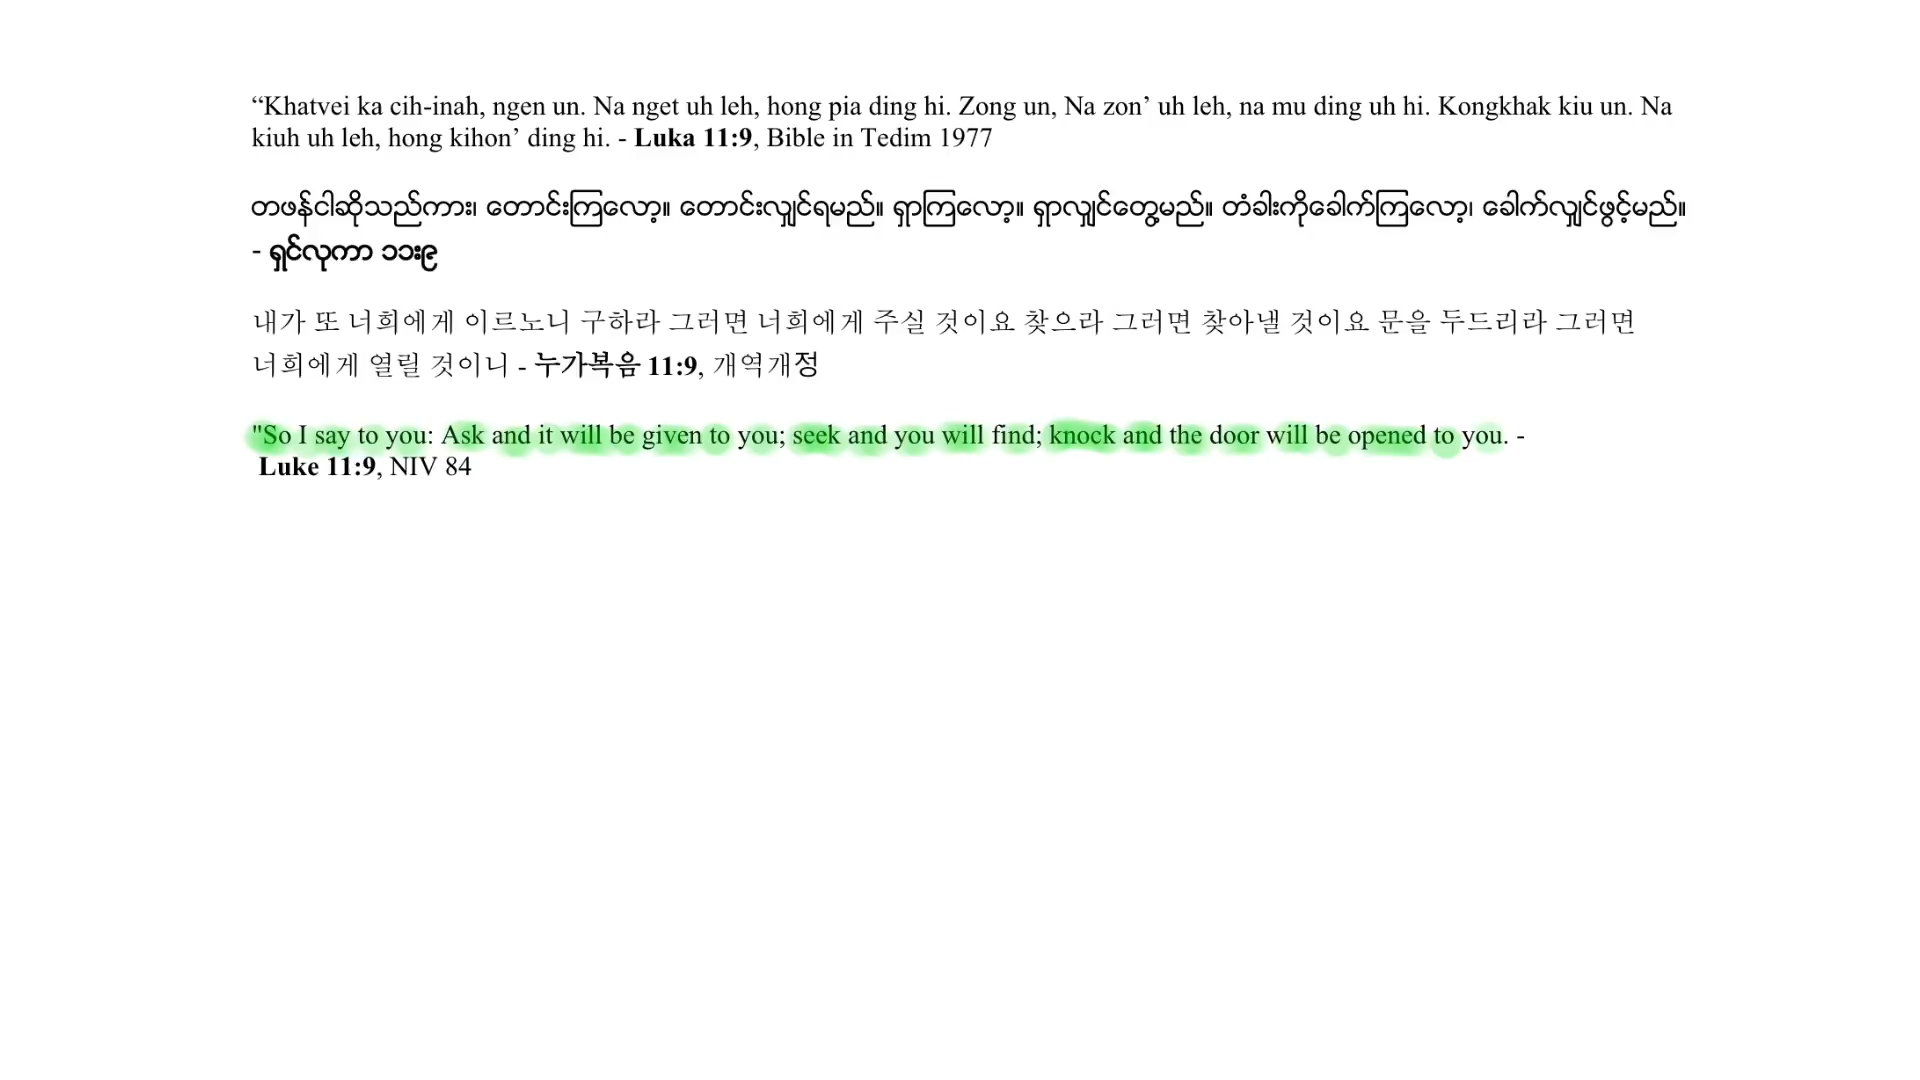 “Khatvei ka cih-inah, ngen un. Na nget uh leh, hong pia ding hi. Zong un, Na zon’ uh leh, na mu ding uh hi. Kongkhak kiu un. Na
kiuh uh leh, hong kihon’ ding hi. - Luka 11:9, Bible in Tedim 1977
တဖန်ငါဆိုသည်ကား၊ တောင်းကြလော့။ တောင်းလျှင်ရမည်။ ရှာကြလော့။ ရှာလျှင်တွေ့မည်။ တံခါးကိုခေါက်ကြလော့၊ ခေါက်လျှင်ဖွင့်မည်။
- ရှင်လုကာ ၁၁း၉
내가 또 너희에게 이르노니 구하라 그러면 너희에게 주실 것이요 찾으라 그러면 찾아낼 것이요 문을 두드리라 그러면
너희에게 열릴 것이니 - 누가복음 11:9, 개역개정
"So I say to you: Ask and it will be given to you; seek and you will find; knock and the door will be opened to you. -
Luke 11:9, NIV 84